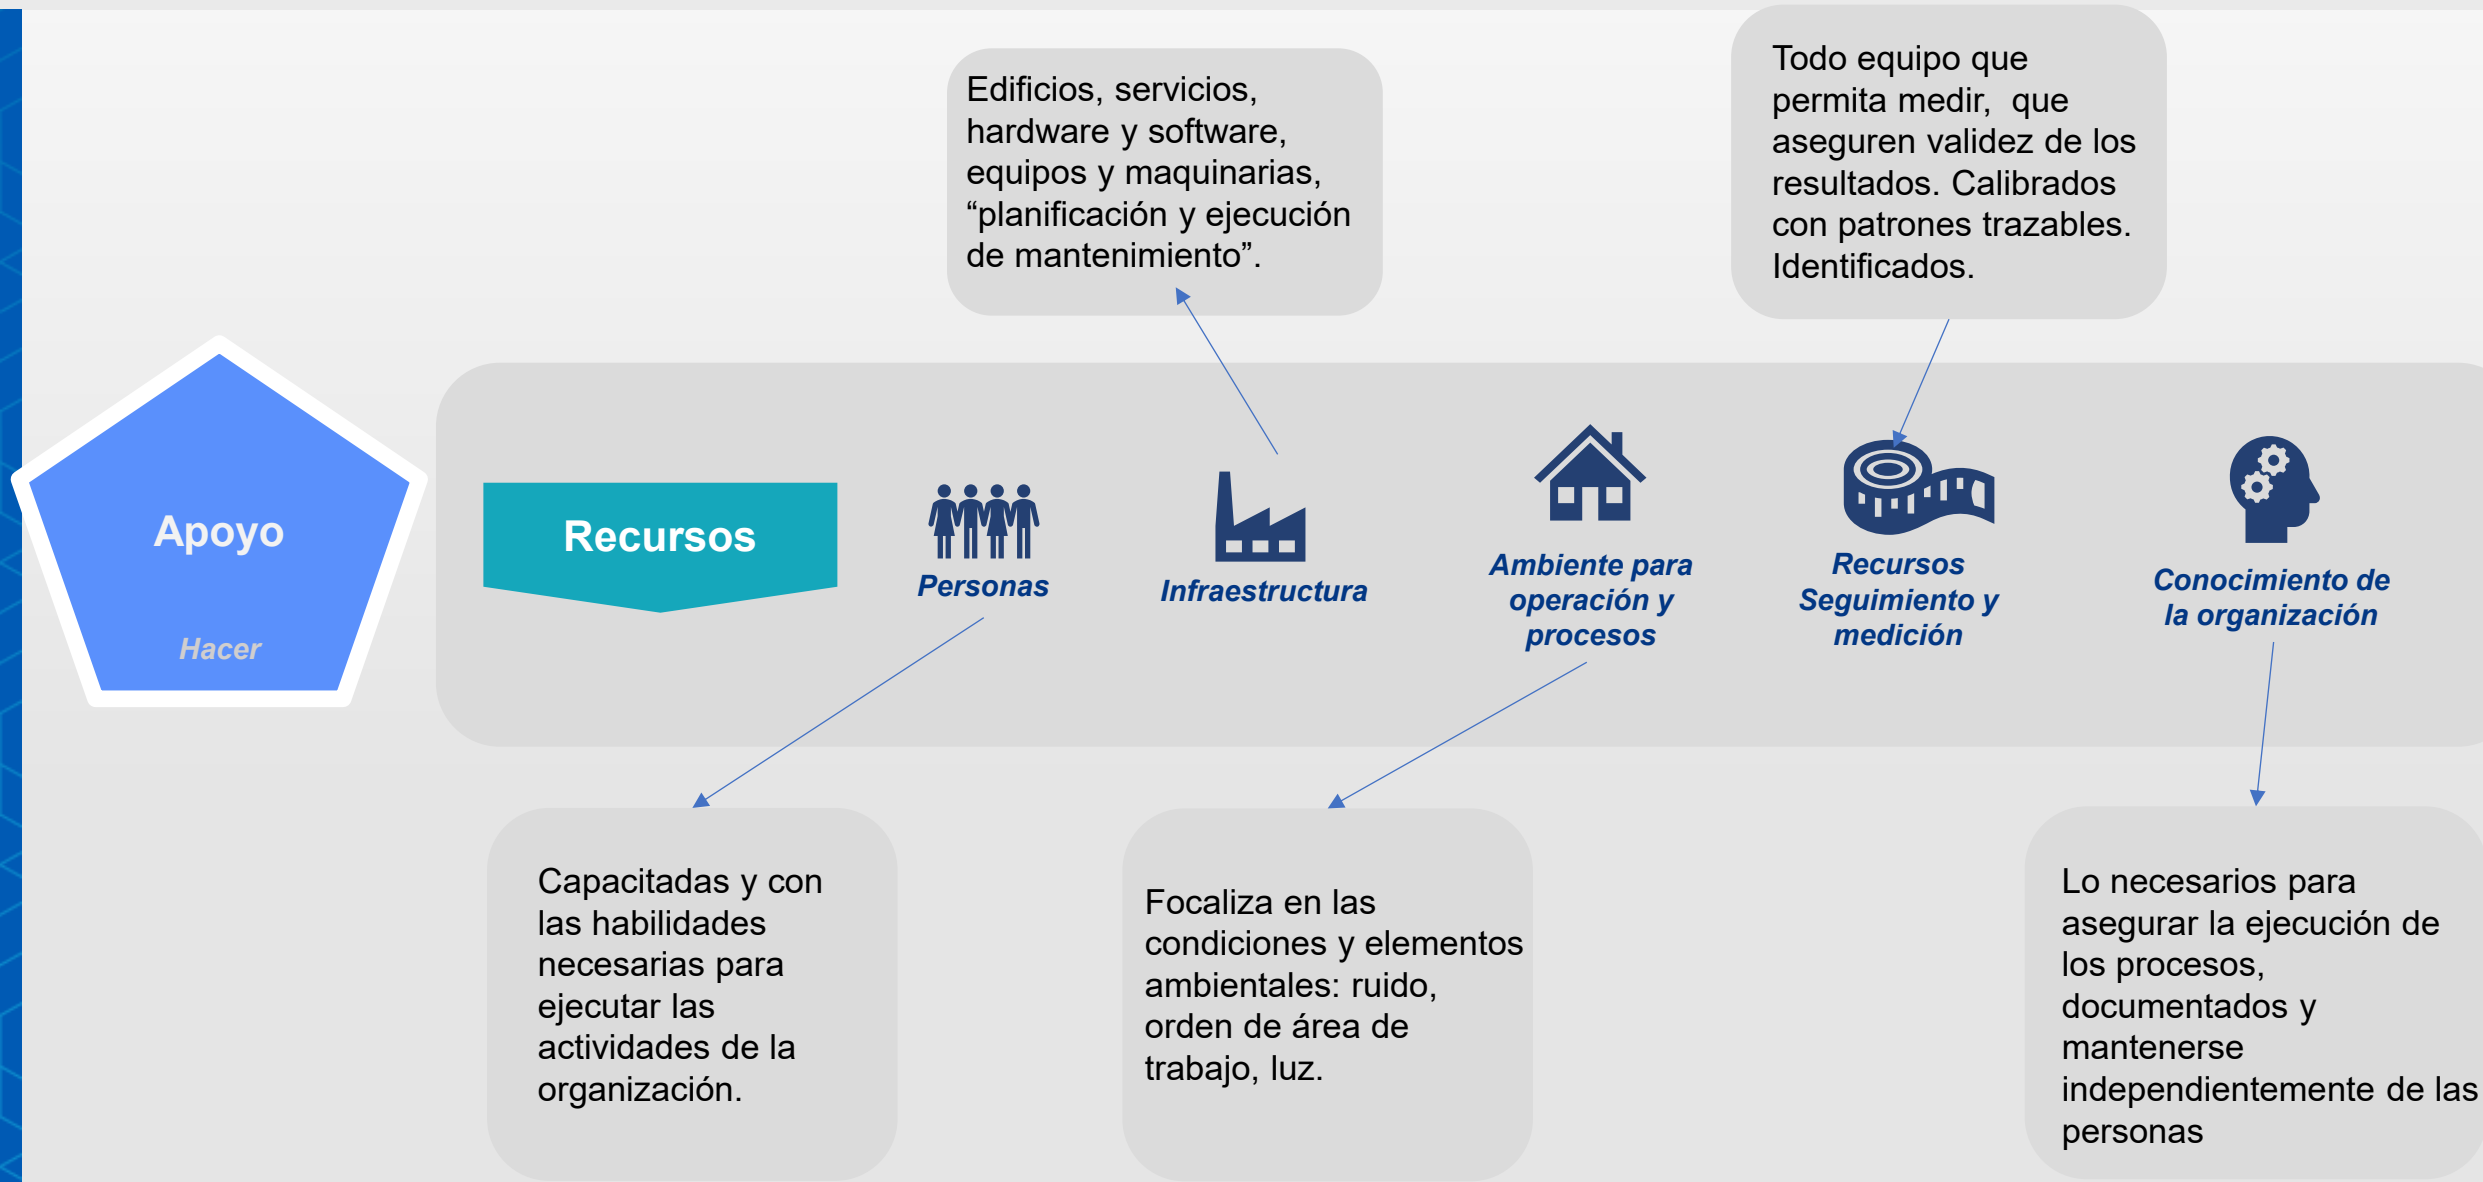 Edificios, servicios,
hardware y software,
equipos y maquinarias,
“planificación y ejecución
de mantenimiento”.
Todo equipo que
permita medir,  que
aseguren validez de los
resultados. Calibrados
con patrones trazables.
Identificados.
Apoyo
Hacer
Recursos
Personas
Infraestructura
Ambiente para
operación y
procesos
Recursos
Seguimiento y
medición
Conocimiento de
la organización
Capacitadas y con
las habilidades
necesarias para
ejecutar las
actividades de la
organización.
Focaliza en las
condiciones y elementos
ambientales: ruido,
orden de área de
trabajo, luz.
Lo necesarios para
asegurar la ejecución de
los procesos,
documentados y
mantenerse
independientemente de las
personas